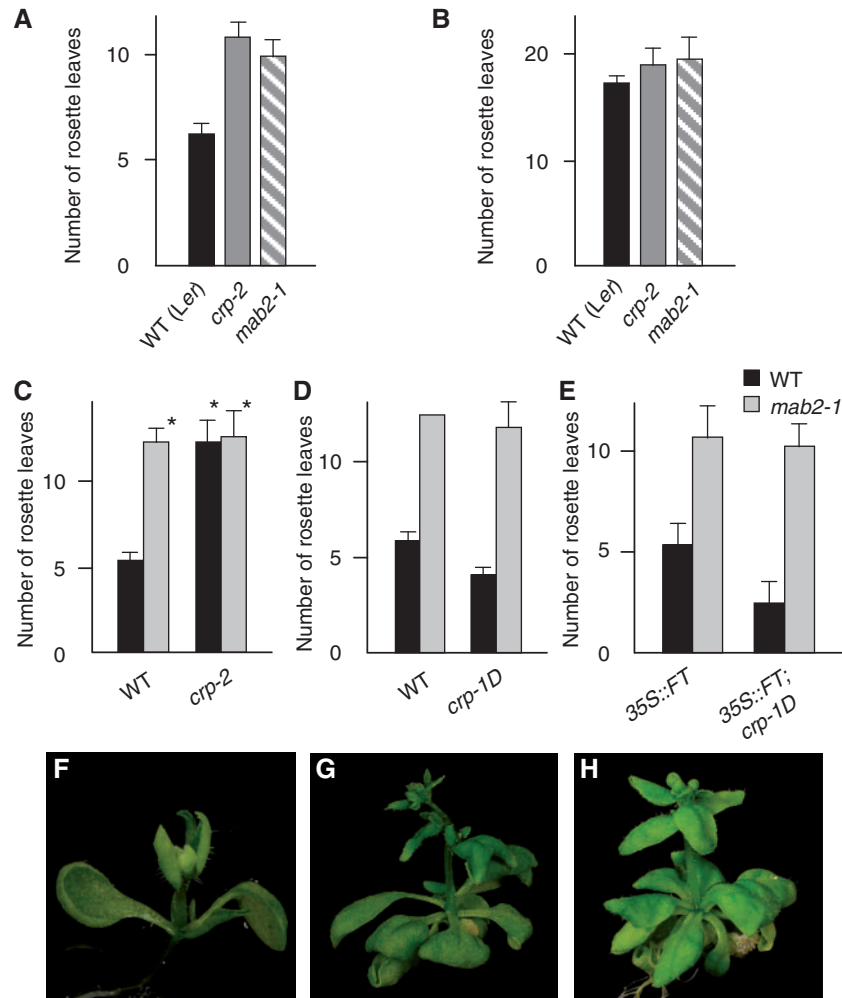 A
Number of rosette leaves
10
5
0
WT (Ler)
crp-2
mab2-1
B
Number of rosette leaves
20
10
0
WT (Ler)
crp-2
mab2-1
C
Number of rosette leaves
10
5
0
*
* *
WT
crp-2
D
Number of rosette leaves
10
5
0
WT
crp-1D
E
WT
mab2-1
Number of rosette leaves
10
5
0
35S::FT
35S::FT;
crp-1D
F
G
H